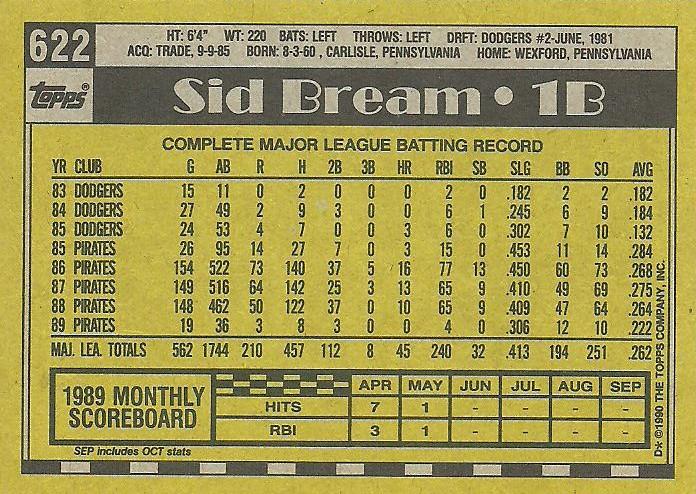 622 HT: 6'4" WT: 220 BATS: LEFT THROWS: LEFT DRFT: DODGERS #2-JUNE, 1981
ACQ: TRADE, 9-9-85 BORN: 8-3-60 , CARLISLE, PENNSYLVANIA HOME: WEXFORD, PENNSYLVANIA
Topps® Sid Bream • 1B
COMPLETE MAJOR LEAGUE BATTING RECORD
YR CLUB G AB R H 2B 3B HR RBI SB SLG BB SO AVG
83 DODGERS 15 11 0 2 0 0 0 2 0 .182 2 2 .182
84 DODGERS 27 49 2 9 3 0 0 6 1 .245 6 9 .184
85 DODGERS 24 53 4 7 0 0 3 6 0 .302 7 10 .132
85 PIRATES 26 95 14 27 7 0 3 15 0 .453 11 14 .284
86 PIRATES 154 522 73 140 37 5 16 77 13 .450 60 73 .268
87 PIRATES 149 516 64 142 25 3 13 65 9 .410 49 69 .275
88 PIRATES 148 462 50 122 37 0 10 65 9 .409 47 64 .264
89 PIRATES 19 36 3 8 3 0 0 4 0 .306 12 10 .222
MAJ. LEA. TOTALS 562 1744 210 457 112 8 45 240 32 .413 194 251 .262
1989 MONTHLY
SCOREBOARD
APR MAY JUN JUL AUG SEP
HITS 7 1 - - - -
RBI 3 1 - - - -
SEP includes OCT stats
D* ©1990 THE TOPPS COMPANY, INC.